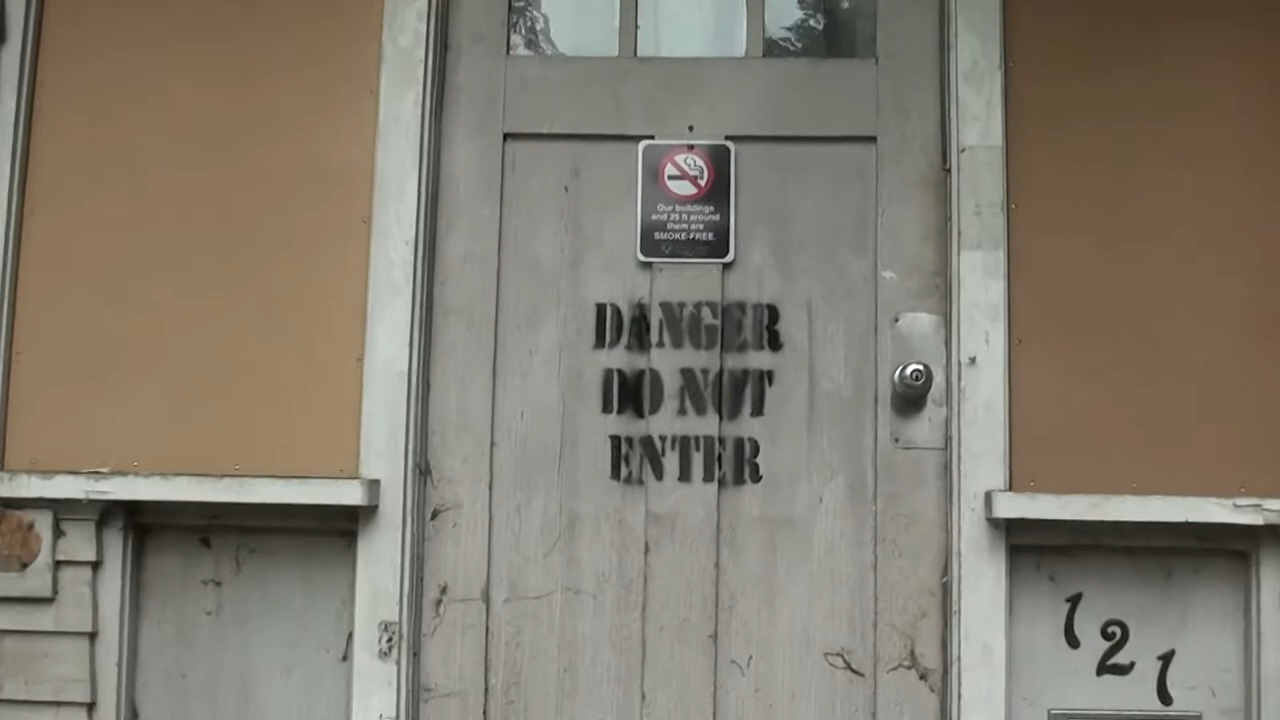 Our buildings
and 25 ft around
them are
SMOKE-FREE.
DANGER
DO NOT
ENTER
121